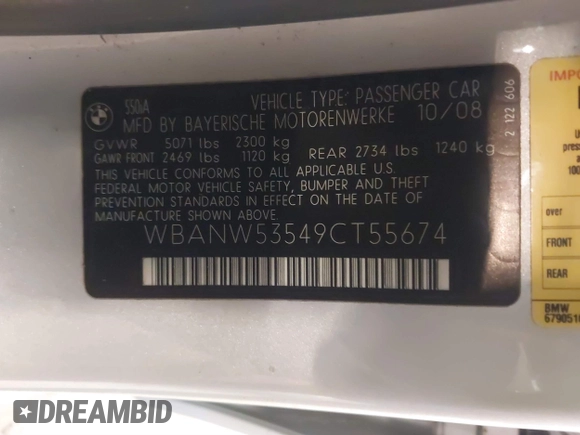 BMW
550iA
VEHICLE TYPE: PASSENGER CAR
MFD BY BAYERISCHE MOTORENWERKE 10/08
GVWR 5071 lbs 2300 kg
GAWR FRONT 2469 lbs 1120 kg REAR 2734 lbs 1240 kg
THIS VEHICLE CONFORMS TO ALL APPLICABLE U.S.
FEDERAL MOTOR VEHICLE SAFETY, BUMPER AND THEFT
PREVENTION STANDARDS IN EFFECT ON THE DATE
OF MANUFACTURE SHOWN ABOVE
WBANW53549CT55674
2 122 606
over
FRONT
REAR
BMW
DREAMBID